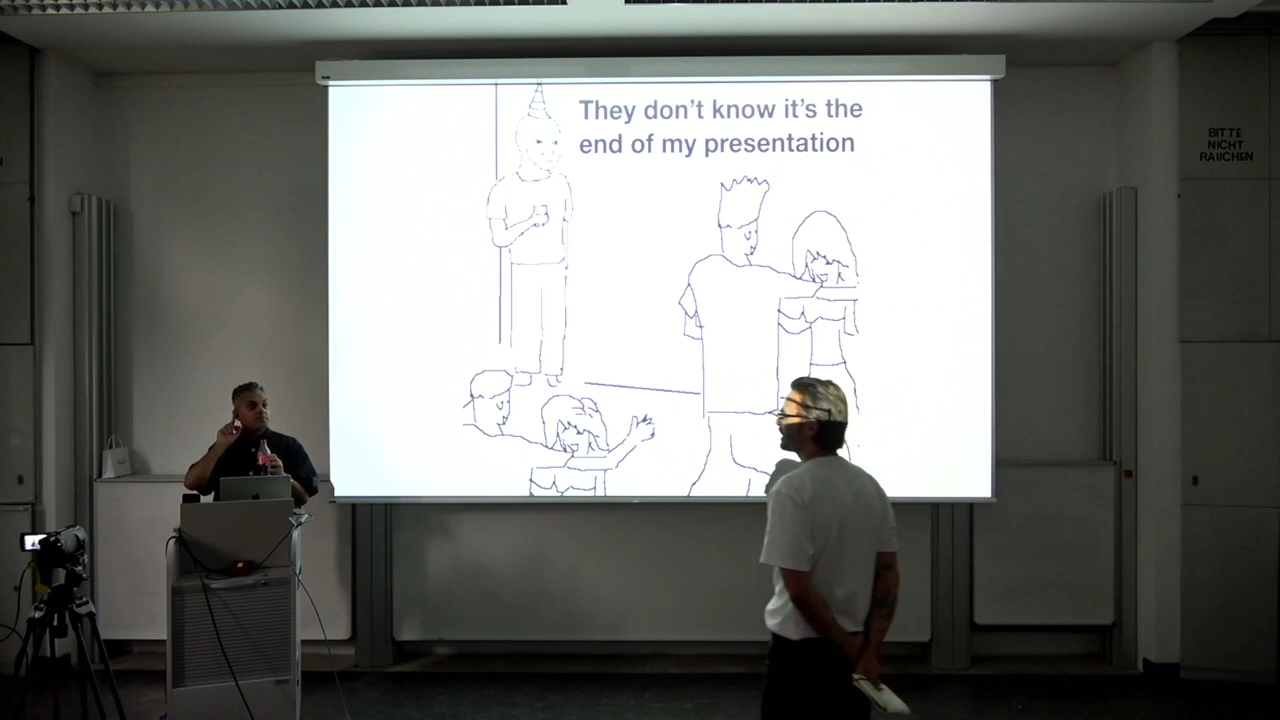 They don't know it's the
end of my presentation
BITTE
NICHT
RAUCHEN